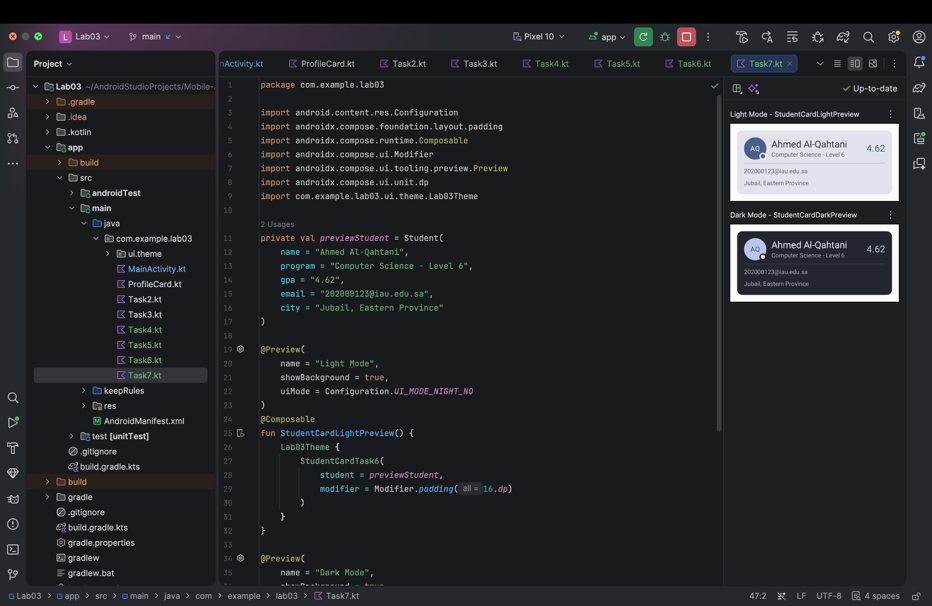 L Lab03
main
Pixel 10
app
Project
nActivity.kt
ProfileCard.kt
Task2.kt
Task3.kt
Task4.kt
Task5.kt
Task6.kt
Task7.kt
Lab03 ~/AndroidStudioProjects/Mobile-
.gradle
.idea
.kotlin
app
build
src
androidTest
main
java
com.example.lab03
ui.theme
MainActivity.kt
ProfileCard.kt
Task2.kt
Task3.kt
Task4.kt
Task5.kt
Task6.kt
Task7.kt
keepRules
res
AndroidManifest.xml
test [unitTest]
.gitignore
build.gradle.kts
build
gradle
.gitignore
build.gradle.kts
gradle.properties
gradlew
gradlew.bat
1 package com.example.lab03
2
3 import android.content.res.Configuration
4 import androidx.compose.foundation.layout.padding
5 import androidx.compose.runtime.Composable
6 import androidx.compose.ui.Modifier
7 import androidx.compose.ui.tooling.preview.Preview
8 import androidx.compose.ui.unit.dp
9 import com.example.lab03.ui.theme.Lab03Theme
10
2 Usages
11 private val previewStudent = Student(
12 name = "Ahmed Al-Qahtani",
13 program = "Computer Science - Level 6",
14 gpa = "4.62",
15 email = "202000123@iau.edu.sa",
16 city = "Jubail, Eastern Province"
17 )
18
19 @Preview(
20 name = "Light Mode",
21 showBackground = true,
22 uiMode = Configuration.UI_MODE_NIGHT_NO
23 )
24 @Composable
25 fun StudentCardLightPreview() {
26 Lab03Theme {
27 StudentCardTask6(
28 student = previewStudent,
29 modifier = Modifier.padding( all = 16.dp)
30 )
31 }
32 }
33
34 @Preview(
35 name = "Dark Mode",
Up-to-date
Light Mode - StudentCardLightPreview
AQ
Ahmed Al-Qahtani
Computer Science - Level 6
4.62
202000123@iau.edu.sa
Jubail, Eastern Province
Dark Mode - StudentCardDarkPreview
AQ
Ahmed Al-Qahtani
Computer Science - Level 6
4.62
202000123@iau.edu.sa
Jubail, Eastern Province
Lab03 > app > src > main > java > com > example > lab03 > Task7.kt
47:2
LF
UTF-8
4 spaces